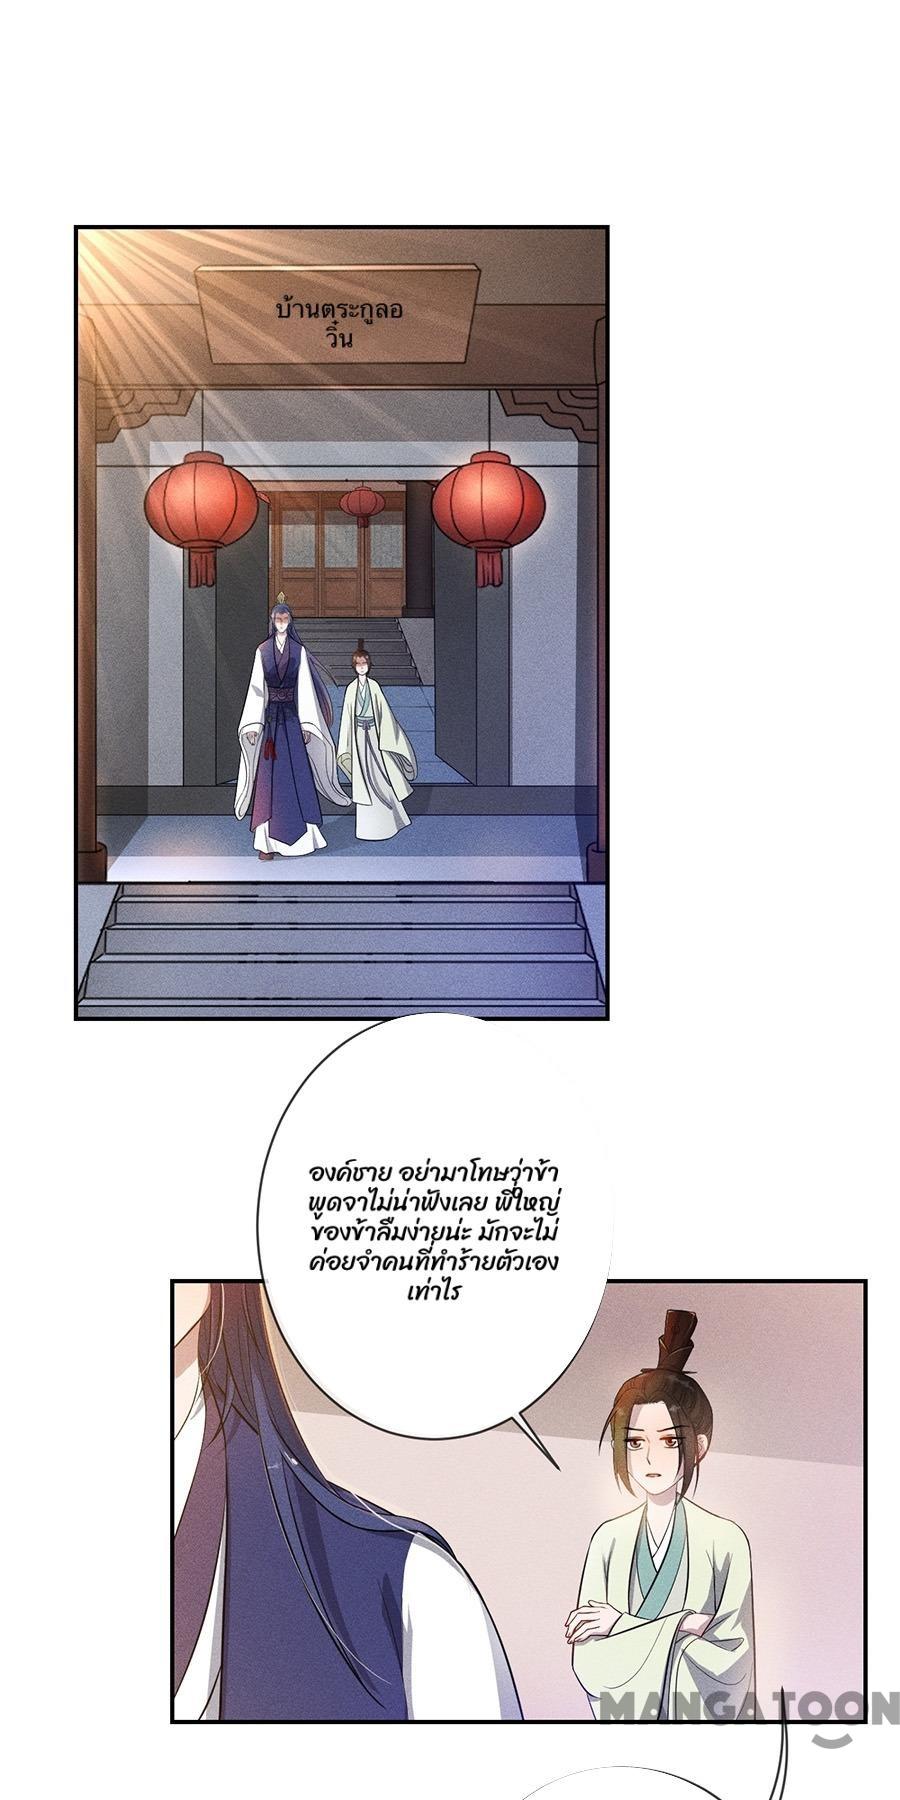 บ้านตระกูลอ
วิ๋น
องค์ชาย อย่ามาโทษว่าข้า
พูดจาไม่น่าฟังเลย พี่ใหญ่
ของข้าลืมง่ายน่ะ มักจะไม่
ค่อยจำคนที่ทำร้ายตัวเอง
เท่าไร
MANGATOON